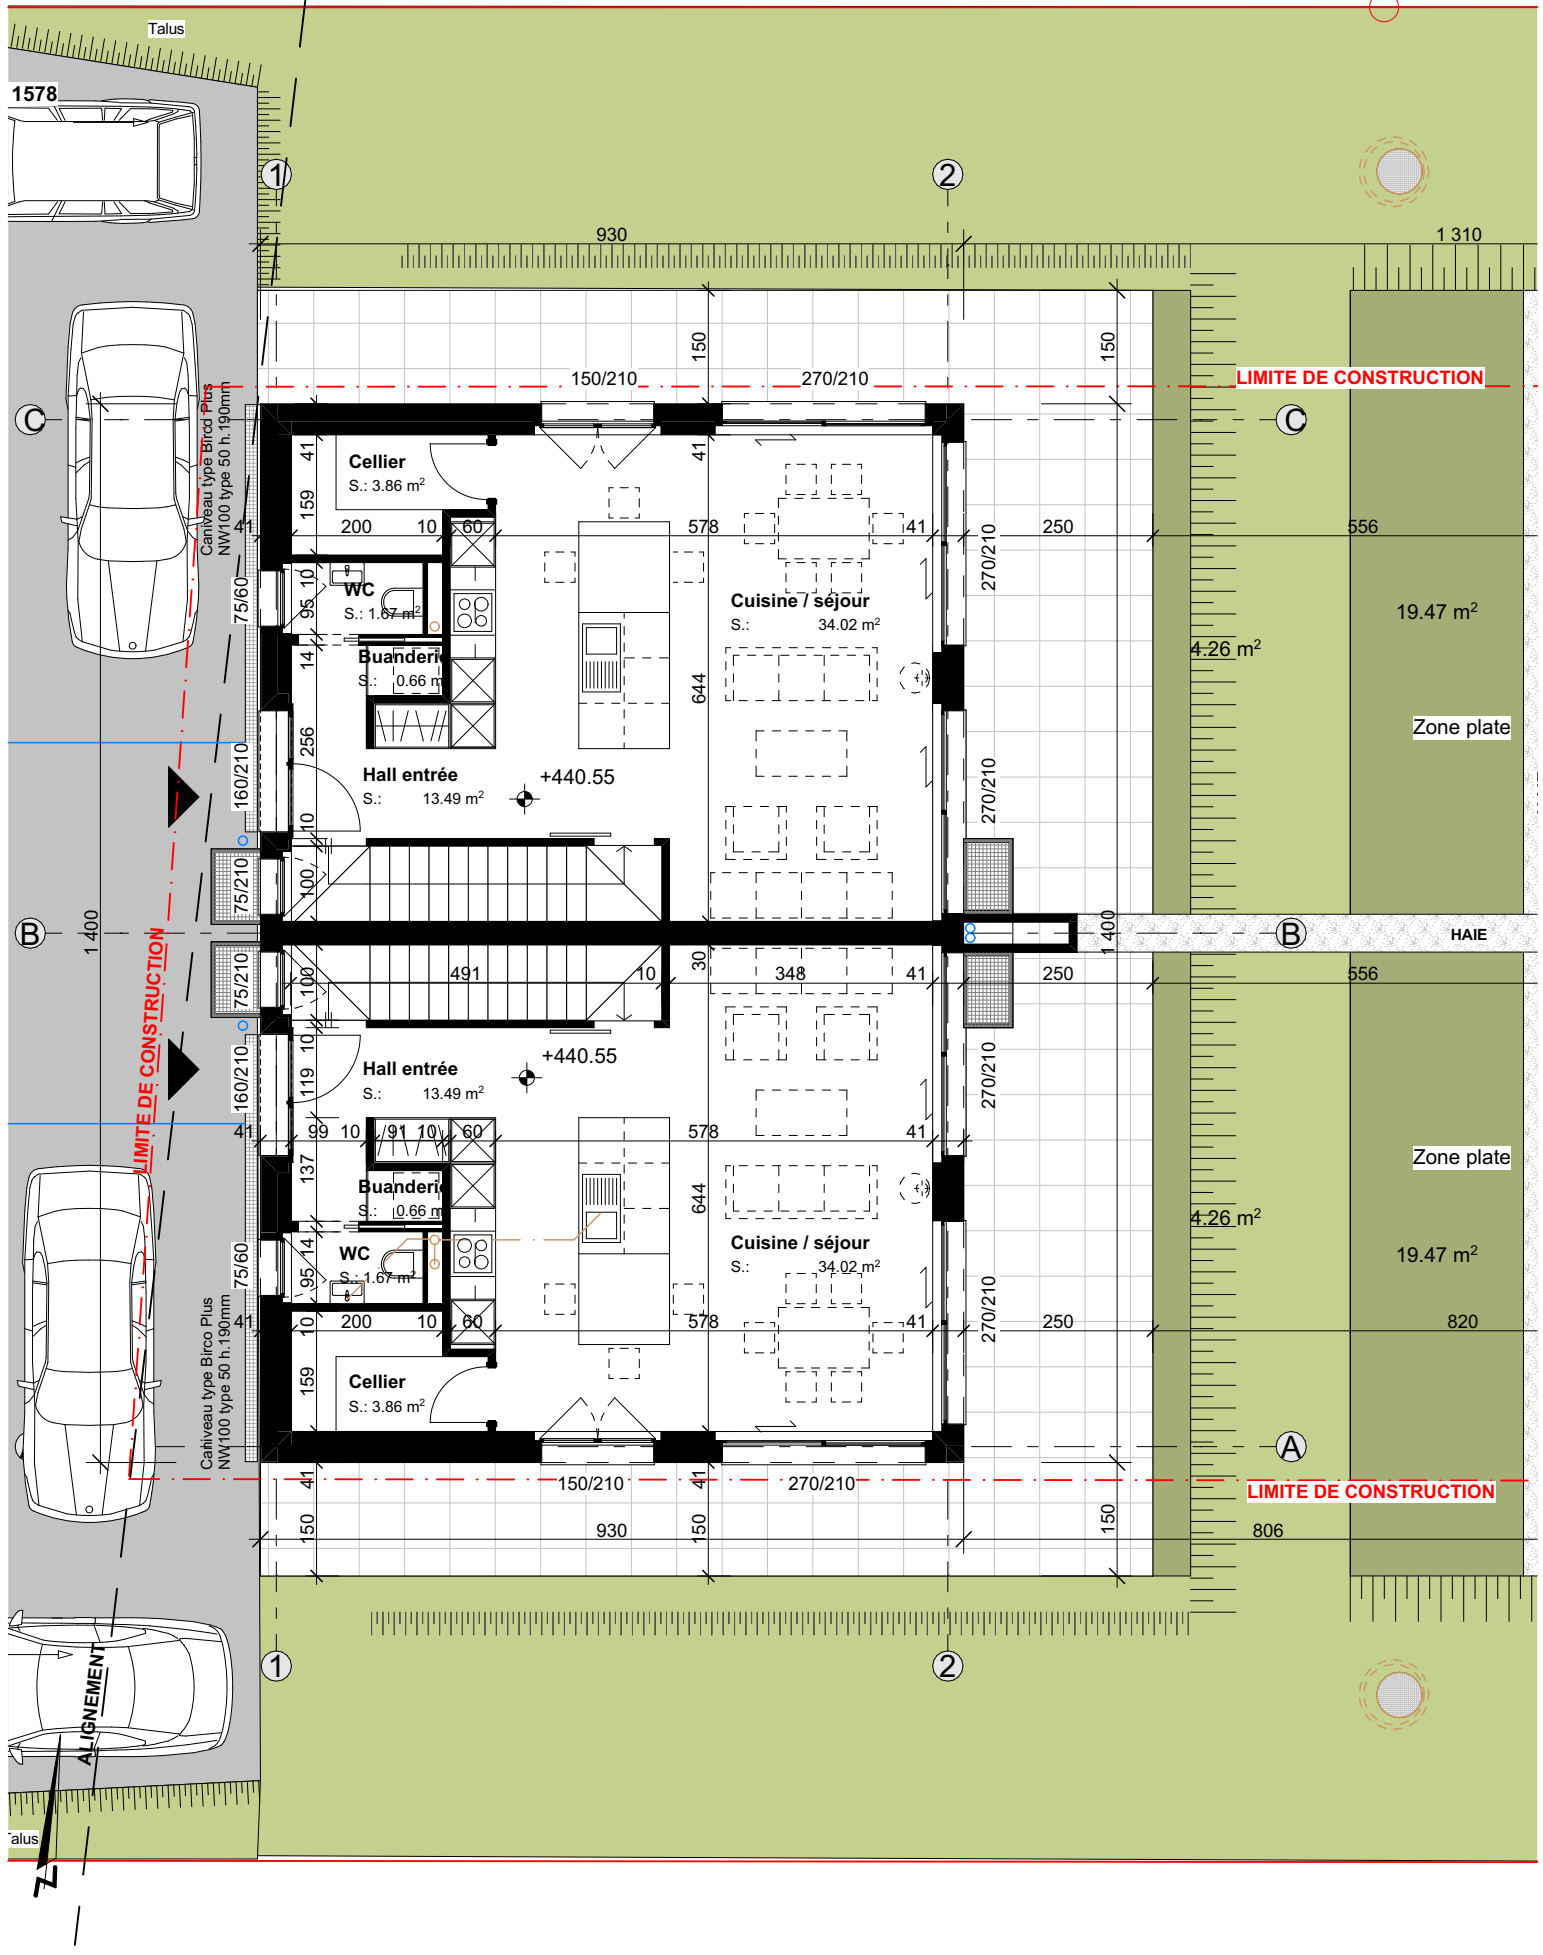 Talus
1578
1
2
930
1 310
150
150
150/210
270/210
LIMITE DE CONSTRUCTION
C
C
Caniveau type Birco Plus
NW100 type 50 h.190mm
41
41
Cellier
S.: 3.86 m²
159
41
200
10
60
578
41
250
556
270/210
10
WC
S.: 1.67 m²
95
75/60
Cuisine / séjour
S.: 34.02 m²
19.47 m²
14
Buanderie
S.: 0.66 m
4.26 m²
644
Zone plate
256
160/210
Hall entrée
S.: 13.49 m²
+440.55
270/210
10
75/210
100
1 400
B
1 400
B
HAIE
LIMITE DE CONSTRUCTION
75/210
100
491
10
30
348
41
250
556
10
+440.55
Hall entrée
S.: 13.49 m²
119
160/210
270/210
41
99
10
91
10
60
578
41
137
Zone plate
Buanderie
S.: 0.66 m
644
4.26 m²
14
WC
S.: 1.67 m²
95
75/60
Cuisine / séjour
S.: 34.02 m²
19.47 m²
Caniveau type Birco Plus
NW100 type 50 h.190mm
41
10
200
10
60
578
41
270/210
250
820
159
Cellier
S.: 3.86 m²
A
41
150/210
41
270/210
LIMITE DE CONSTRUCTION
150
930
150
150
806
1
2
ALIGNEMENT
Talus